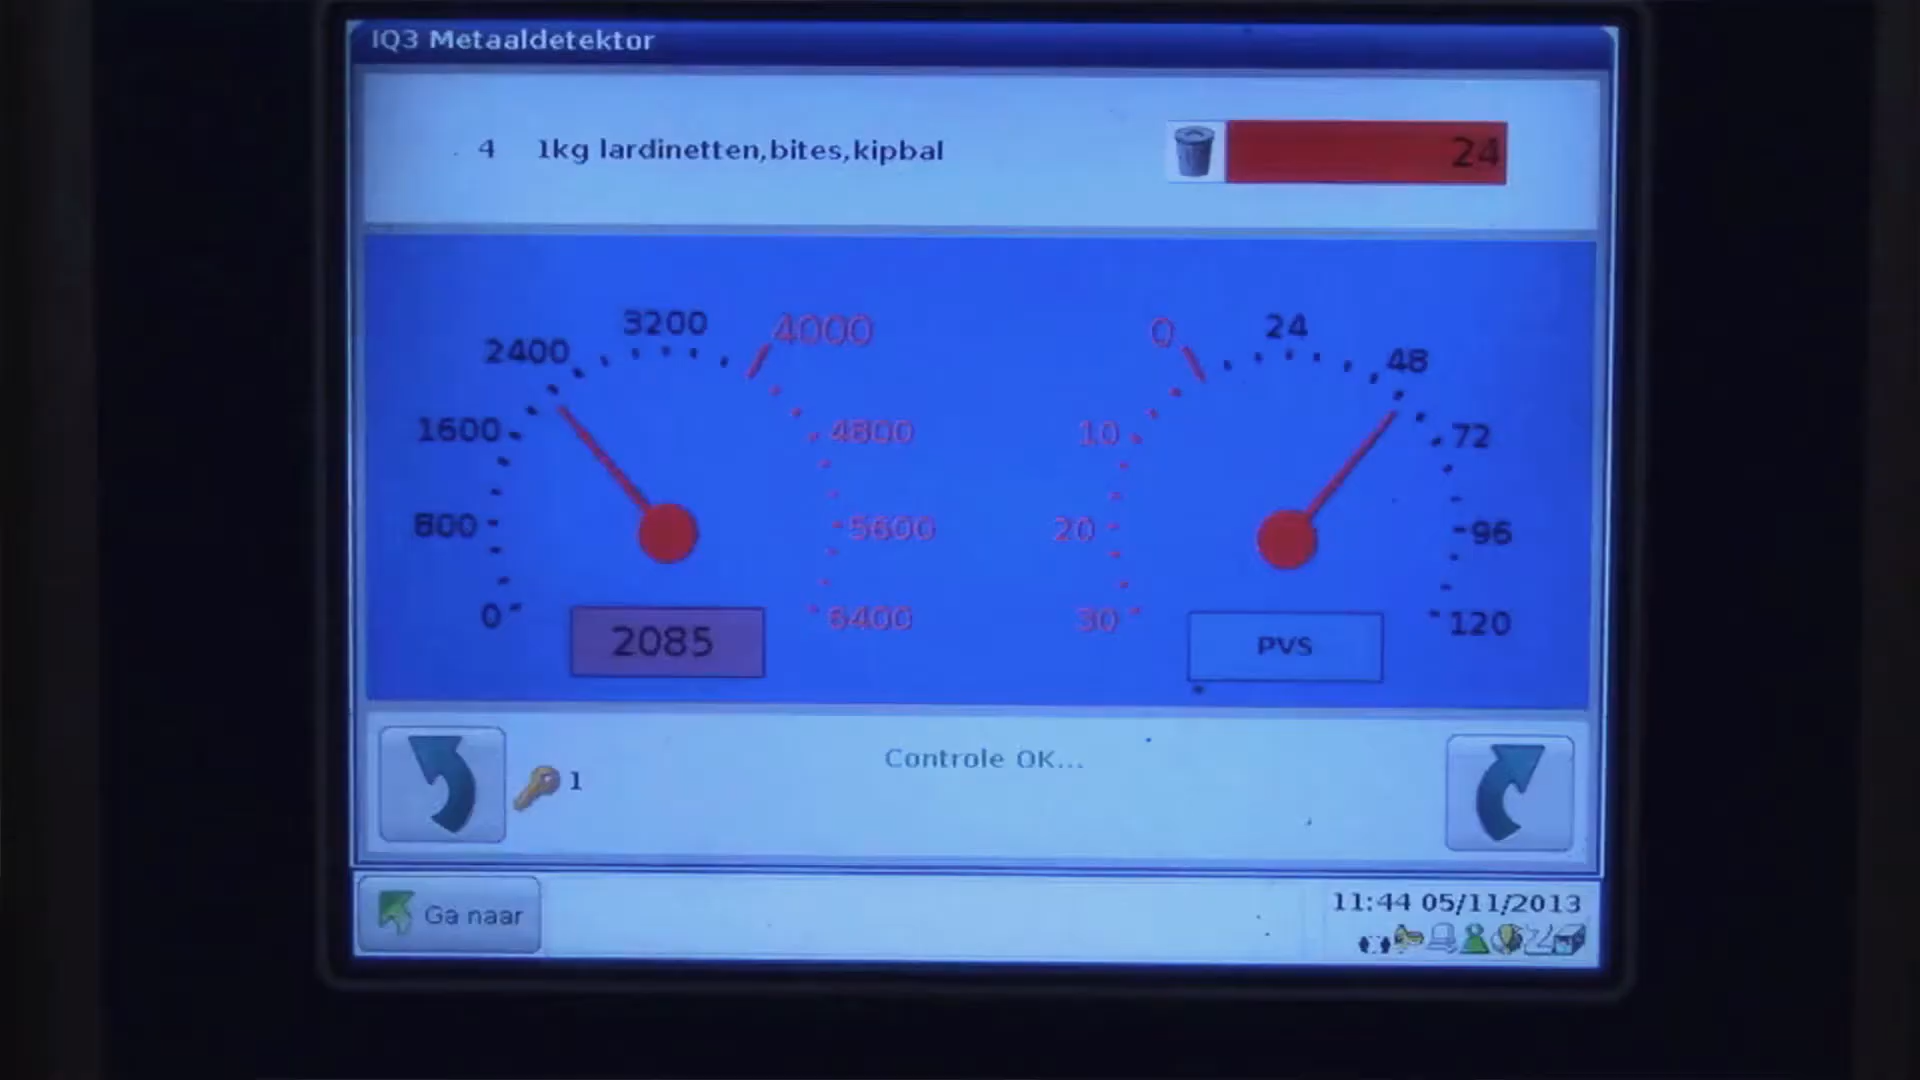 IQ3 Metaaldetektor
4 1kg lardinetten,bites,kipbal
24
3200 4000
2400
1600 4800
800 5600
0 6400
2085
0 24
48
10 72
20 96
30 120
PVS
1
Controle OK...
Ga naar
11:44 05/11/2013